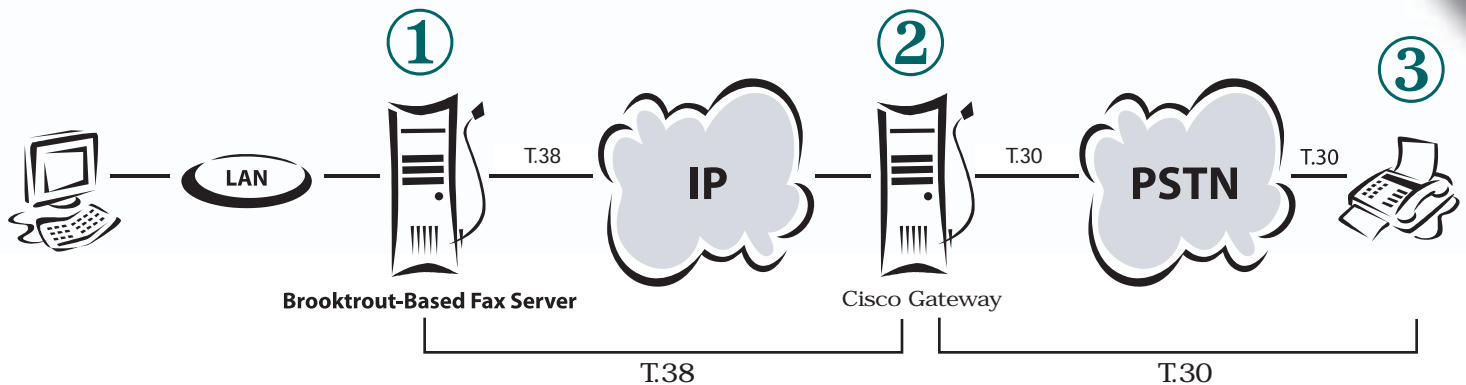 ① ② ③
LAN
T.38
IP
T.30
PSTN
T.30
Brooktrout-Based Fax Server
Cisco Gateway
T.38
T.30